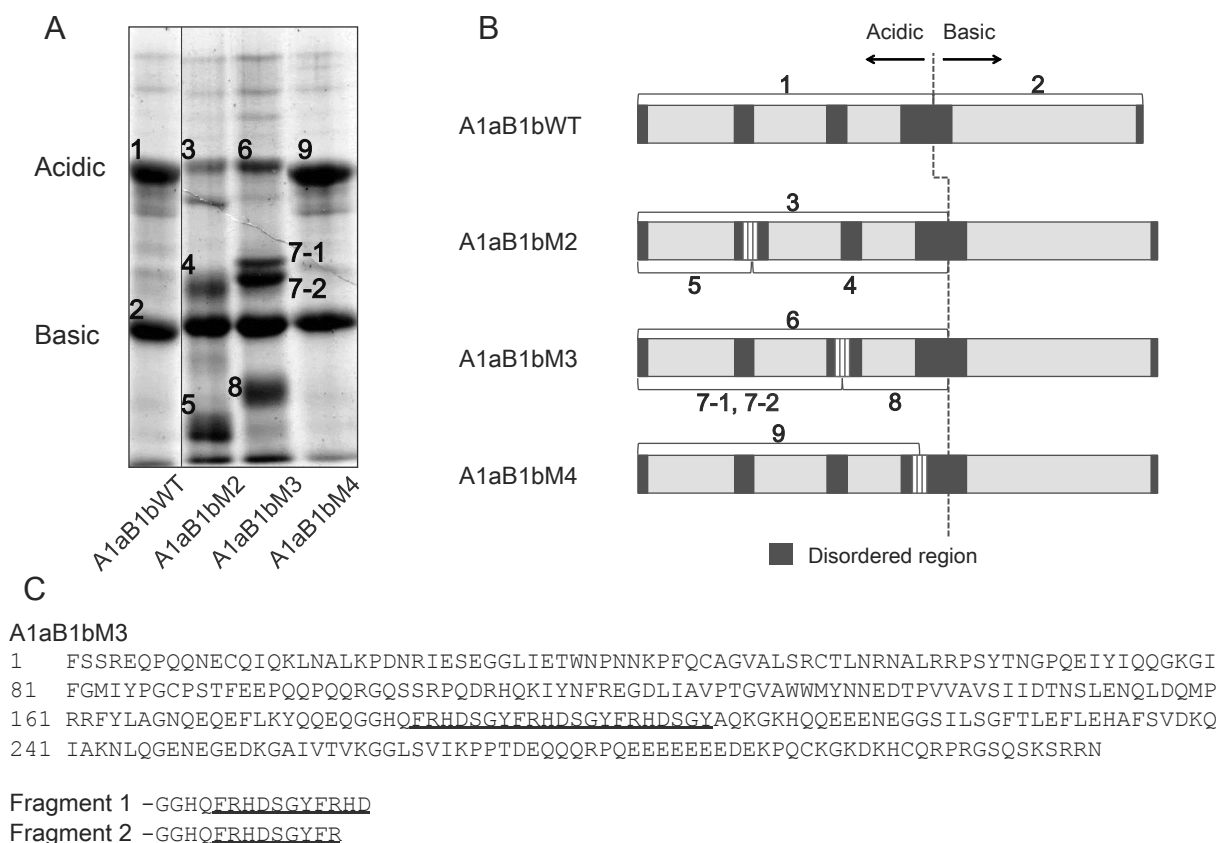 A
B
Acidic
Basic
1
3
6
9
7-1
4
7-2
2
8
5
A1aB1bWT
A1aB1bM2
A1aB1bM3
A1aB1bM4
Acidic Basic
1
2
A1aB1bWT
3
A1aB1bM2
5
4
6
A1aB1bM3
7-1, 7-2
8
9
A1aB1bM4
Disordered region
C
A1aB1bM3
1 FSSREQPQQNECQIQKLNALKPDNRIESEGGLIETWNPNNKPFQCAGVALSRCTLNRNALRRPSYTNGPQEIYIQQGKGI
81 FGMIYPGCPSTFEEPQQPQQRGQSSRPQDRHQKIYNFREGDLIAVPTGVAWWMYNNEDTPVVAVSIIDTNSLENQLDQMP
161 RRFYLAGNQEQEFLKYQQEQGGHQFRHDSGYFRHDSGYFRHDSGYAQKGKHQQEEENEGGSILSGFTLEFLEHAFSVDKQ
241 IAKNLQGENEGEDKGAIVTVKGGLSVIKPPTDEQQQRPQEEEEEEEDEKPQCKGKDKHCQRPRGSQSKSRRN
Fragment 1 -GGHQFRHDSGYFRHD
Fragment 2 -GGHQFRHDSGYFR